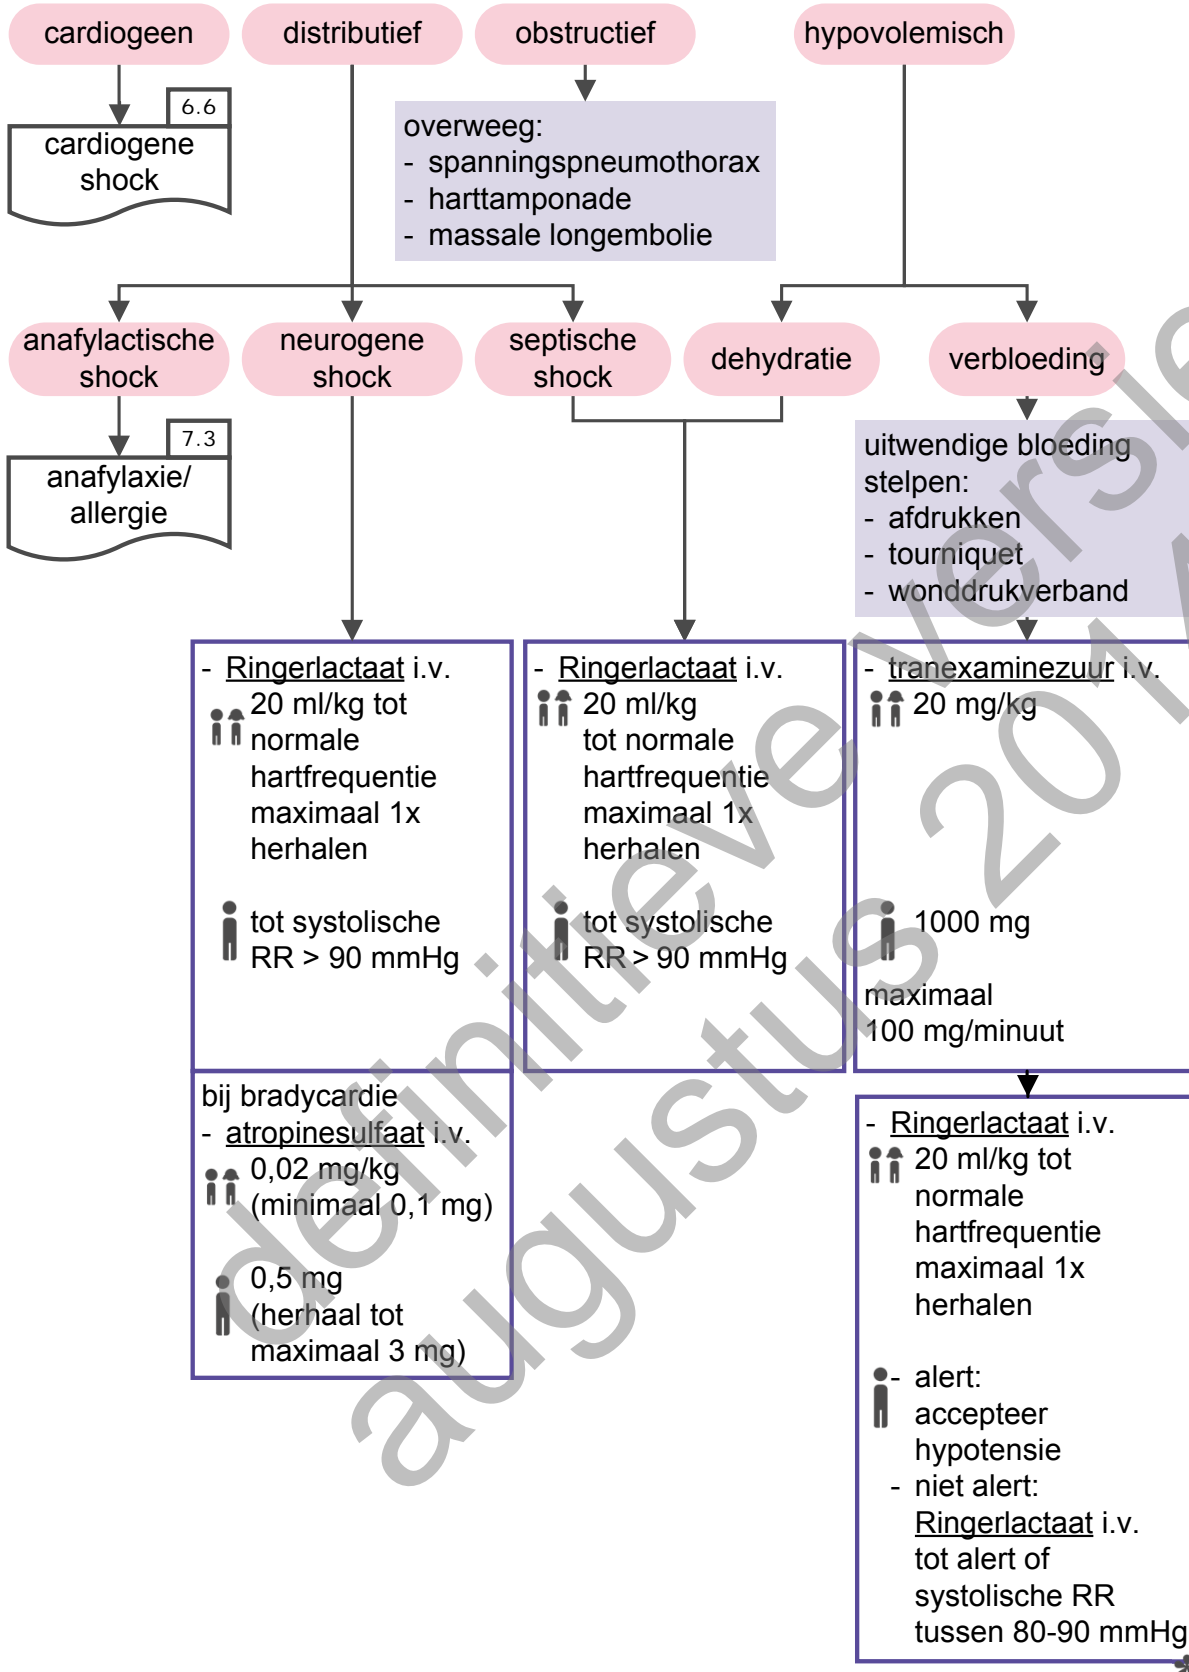 cardiogeen
distributief
obstructief
hypovolemisch
6.6
cardiogene
shock
overweeg:
- spanningspneumothorax
- harttamponade
- massale longembolie
anafylactische
shock
neurogene
shock
septische
shock
dehydratie
verbloeding
7.3
anafylaxie/
allergie
uitwendige bloeding
stelpen:
- afdrukken
- tourniquet
- wonddrukverband
- Ringerlactaat i.v.
20 ml/kg tot
normale
hartfrequentie
maximaal 1x
herhalen
tot systolische
RR > 90 mmHg
bij bradycardie
- atropinesulfaat i.v.
0,02 mg/kg
(minimaal 0,1 mg)
0,5 mg
(herhaal tot
maximaal 3 mg)
- Ringerlactaat i.v.
20 ml/kg
tot normale
hartfrequentie
maximaal 1x
herhalen
tot systolische
RR > 90 mmHg
- tranexaminezuur i.v.
20 mg/kg
1000 mg
maximaal
100 mg/minuut
- Ringerlactaat i.v.
20 ml/kg tot
normale
hartfrequentie
maximaal 1x
herhalen
- alert:
accepteer
hypotensie
- niet alert:
Ringerlactaat i.v.
tot alert of
systolische RR
tussen 80-90 mmHg
definitieve versie
augustus